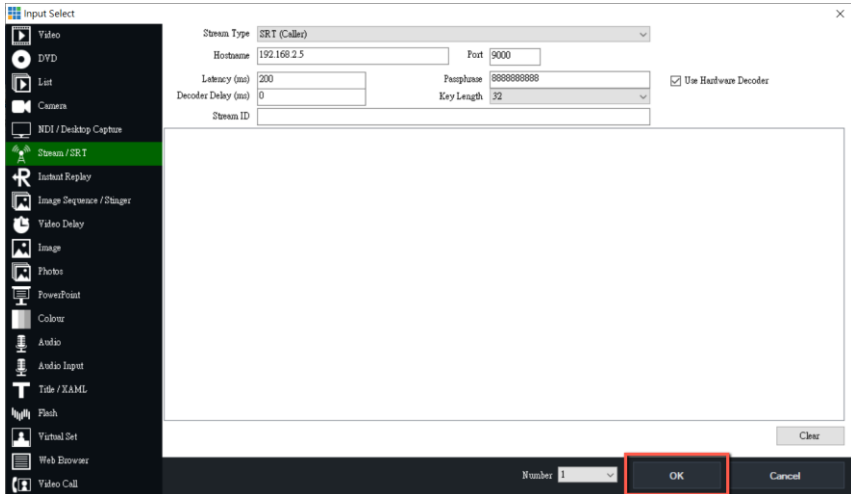 Input Select
Video
DVD
List
Camera
NDI / Desktop Capture
Stream / SRT
Instant Replay
Image Sequence / Stinger
Video Delay
Image
Photos
PowerPoint
Colour
Audio
Audio Input
Title / XAML
Flash
Virtual Set
Web Browser
Video Call
Stream Type SRT (Caller)
Hostname 192.168.2.5 Port 9000
Latency (ms) 200 Passphrase 8888888888 Use Hardware Decoder
Decoder Delay (ms) 0 Key Length 32
Stream ID
Clear
Number 1 OK Cancel